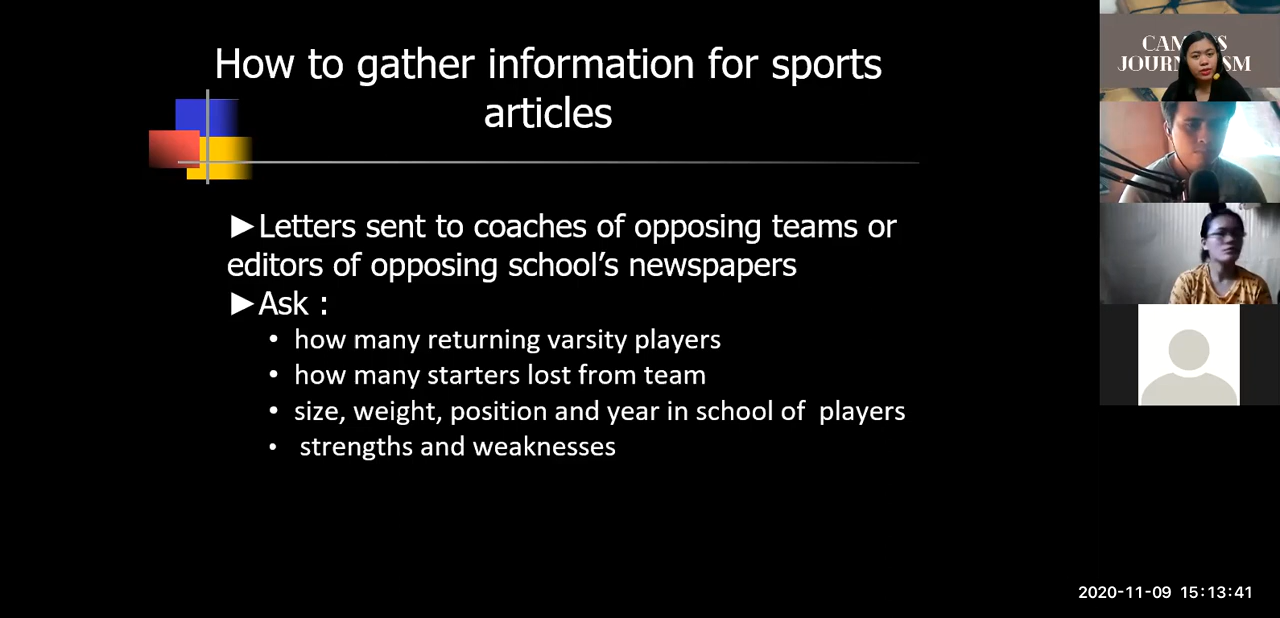 How to gather information for sports
articles
►Letters sent to coaches of opposing teams or
editors of opposing school’s newspapers
►Ask :
• how many returning varsity players
• how many starters lost from team
• size, weight, position and year in school of players
• strengths and weaknesses
2020-11-09 15:13:41